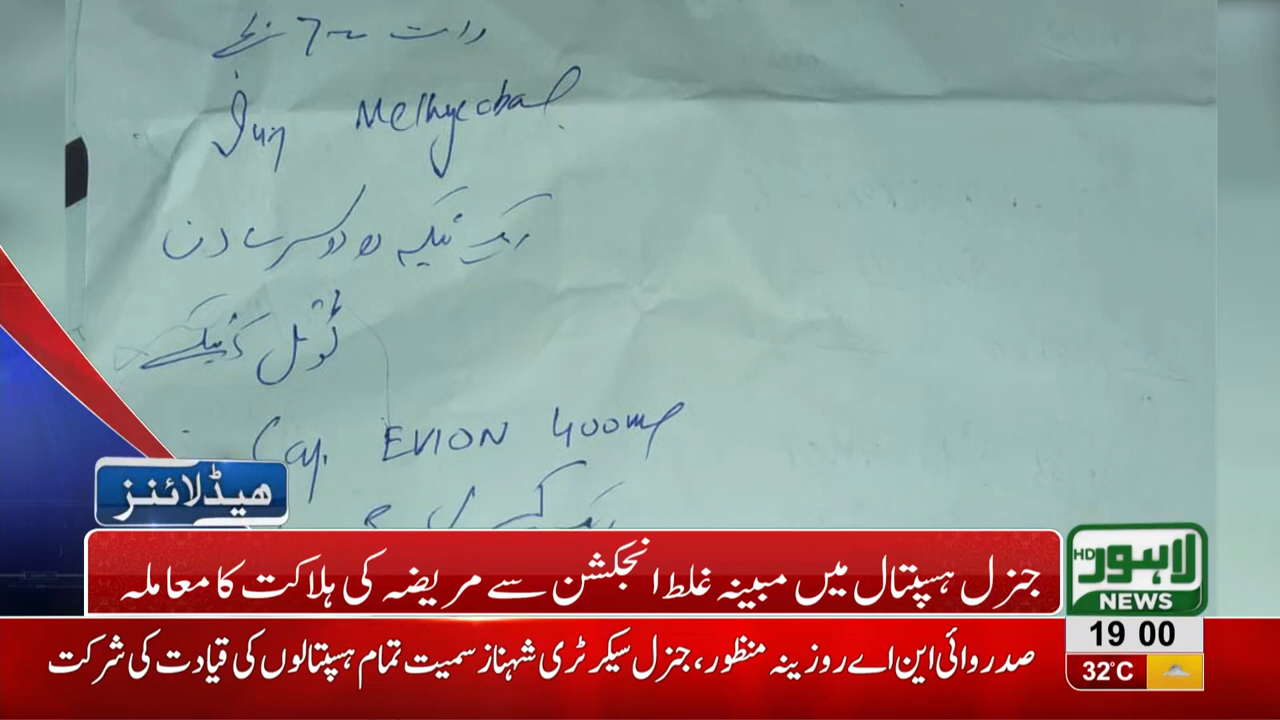 رات 7 بجے
Inj Methycobal
ایک ٹیکہ دوسرے دن
ٹوٹل
Cap. EVION 400mg
ہیڈلائنز
جنرل ہسپتال میں مبینہ غلط انجکشن سے مریضہ کی ہلاکت کا معاملہ
HD لاہور
NEWS
19 00
32°C
صدر وائی این اے روزینہ منظور، جنرل سیکرٹری شہناز سمیت تمام ہسپتالوں کی قیادت کی شرکت